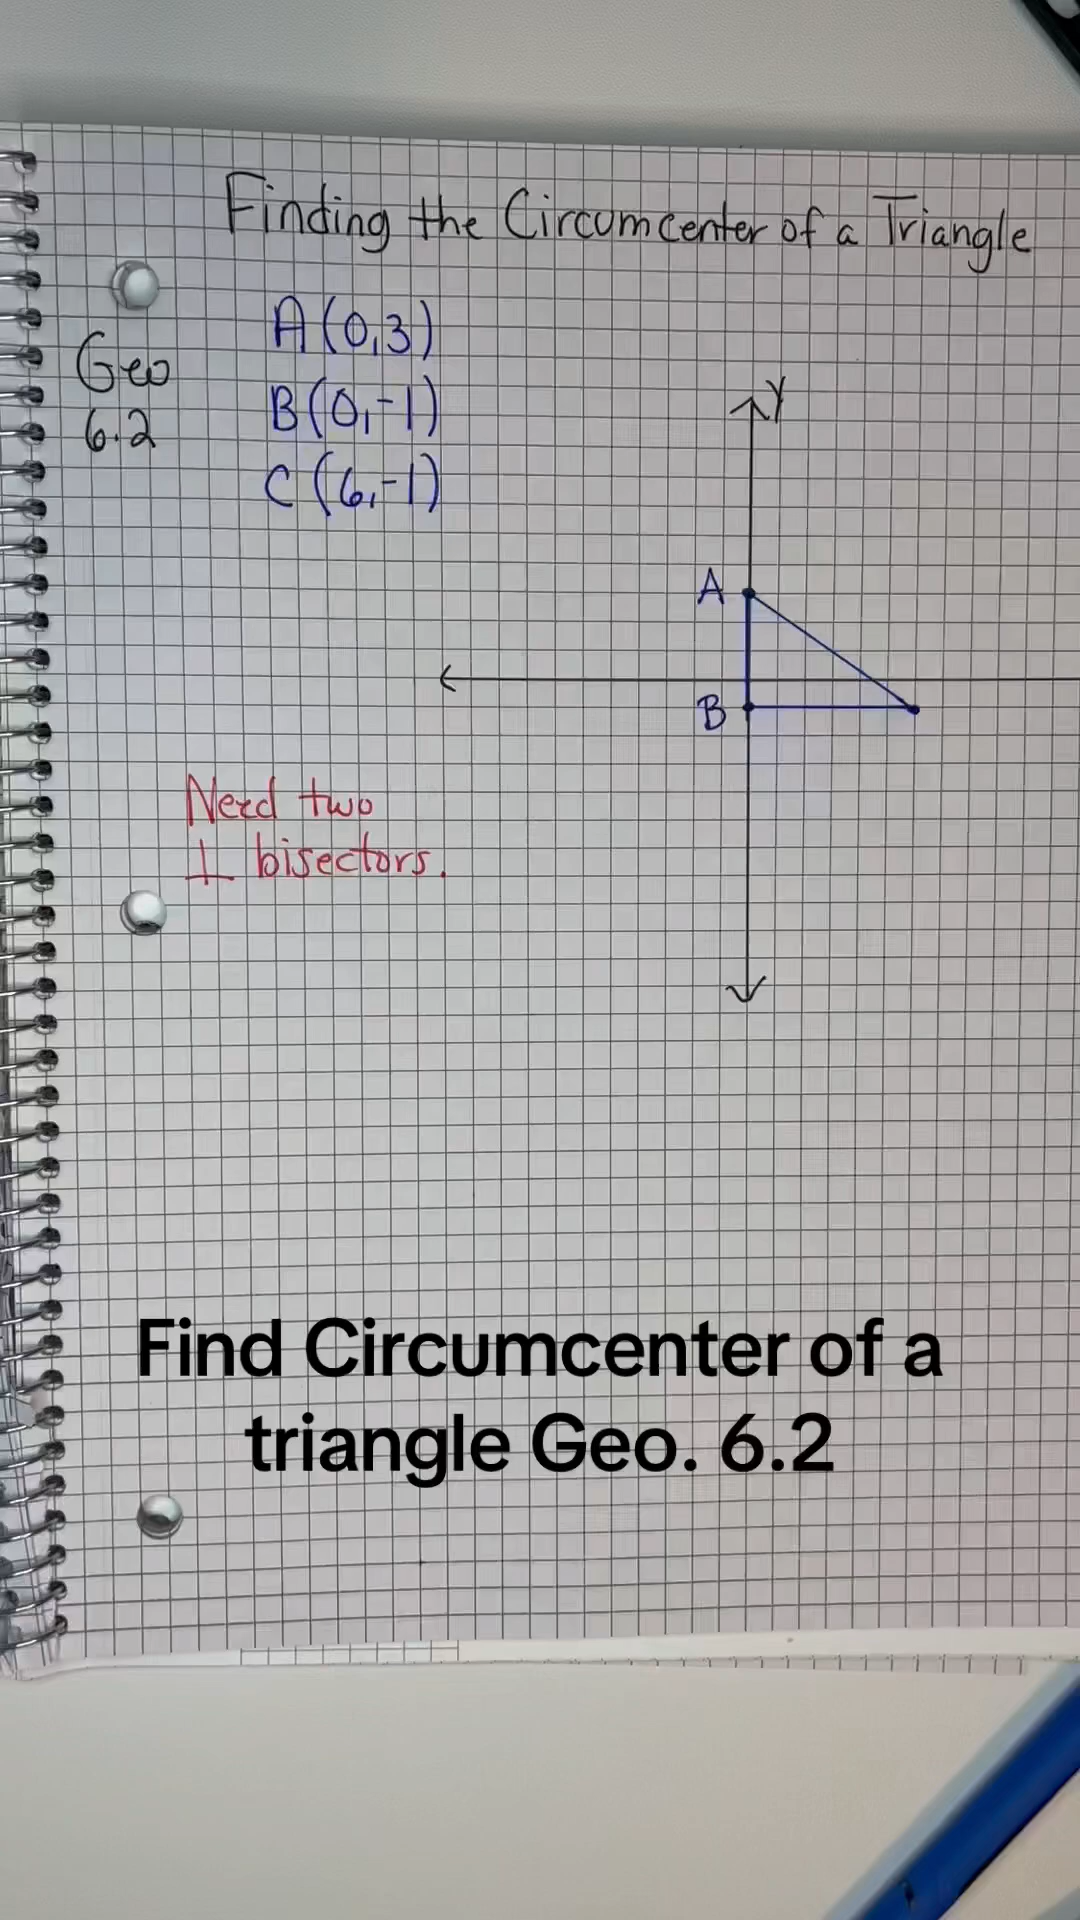 Finding the Circumcenter of a Triangle
A(0,3)
Geo
6.2
B(0,-1)
C(6,-1)
Y
A
B
Need two
⊥ bisectors.
Find Circumcenter of a
triangle Geo. 6.2